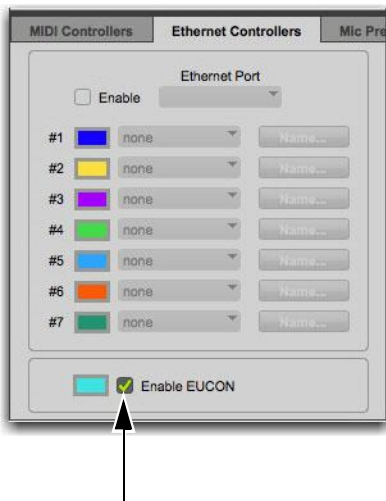 MIDI Controllers Ethernet Controllers Mic Pre
Ethernet Port
Enable
#1 none Name...
#2 none Name...
#3 none Name...
#4 none Name...
#5 none Name...
#6 none Name...
#7 none Name...
Enable EUCON